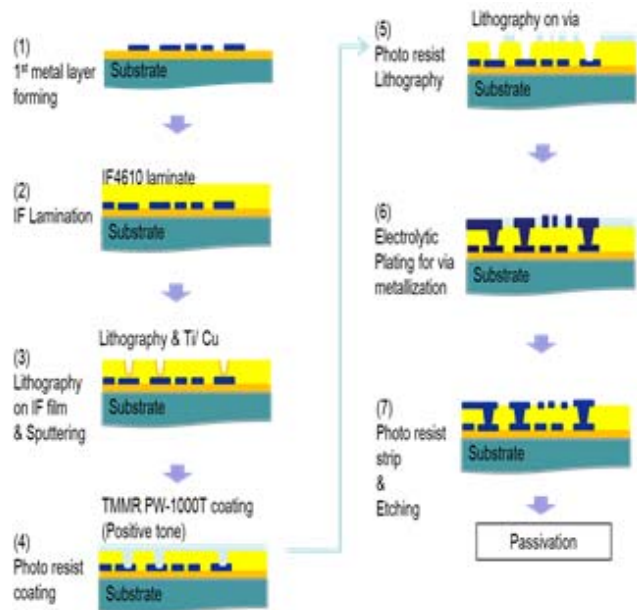 (1)
1st metal layer
forming
Substrate
IF4610 laminate
(2)
IF Lamination
Substrate
Lithography & Ti/ Cu
(3)
Lithography
on IF film
& Sputtering
Substrate
TMMR PW-1000T coating
(Positive tone)
(4)
Photo resist
coating
Substrate
Lithography on via
(5)
Photo resist
Lithography
Substrate
(6)
Electrolytic
Plating for via
metallization
Substrate
(7)
Photo resist
strip
&
Etching
Substrate
Passivation